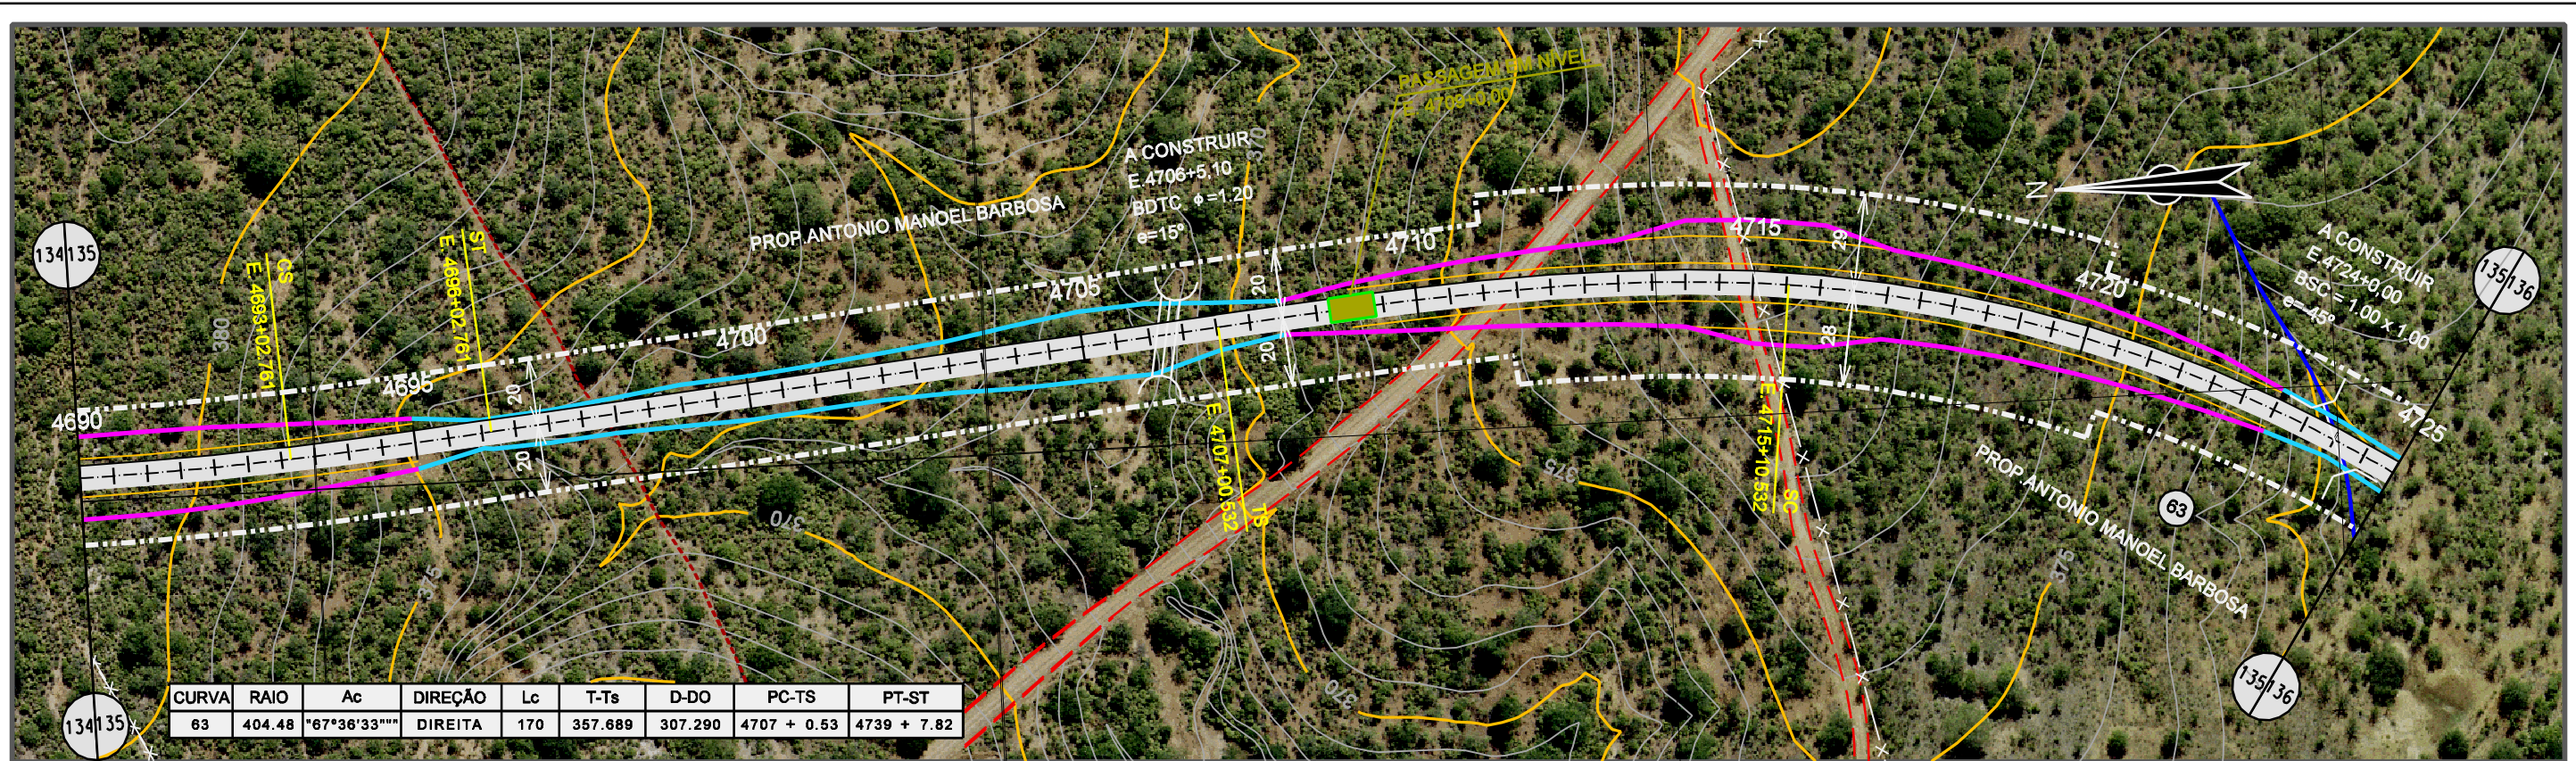 PASSAGEM EM NÍVEL
E. 4709+0,00
A CONSTRUIR
E.4706+5,10
BDTC φ=1.20
e=15°
370
PROP.ANTONIO MANOEL BARBOSA
134 135
CS
E 4693+02.761
ST
E. 4696+02.761
380
4690
4695
4700
4705
4710
4715
4720
4725
20
20
20
20
29
28
N
A CONSTRUIR
E.4724+0,00
BSC = 1.00 x 1.00
e=-45°
135 136
E 4707+00.532
TS
E. 4715+10.532
SC
375
370
375
370
375
63
PROP.ANTONIO MANOEL BARBOSA
134 135
135 136
CURVA RAIO Ac DIREÇÃO Lc T-Ts D-DO PC-TS PT-ST
63 404.48 "67°36'33""" DIREITA 170 357.689 307.290 4707 + 0.53 4739 + 7.82